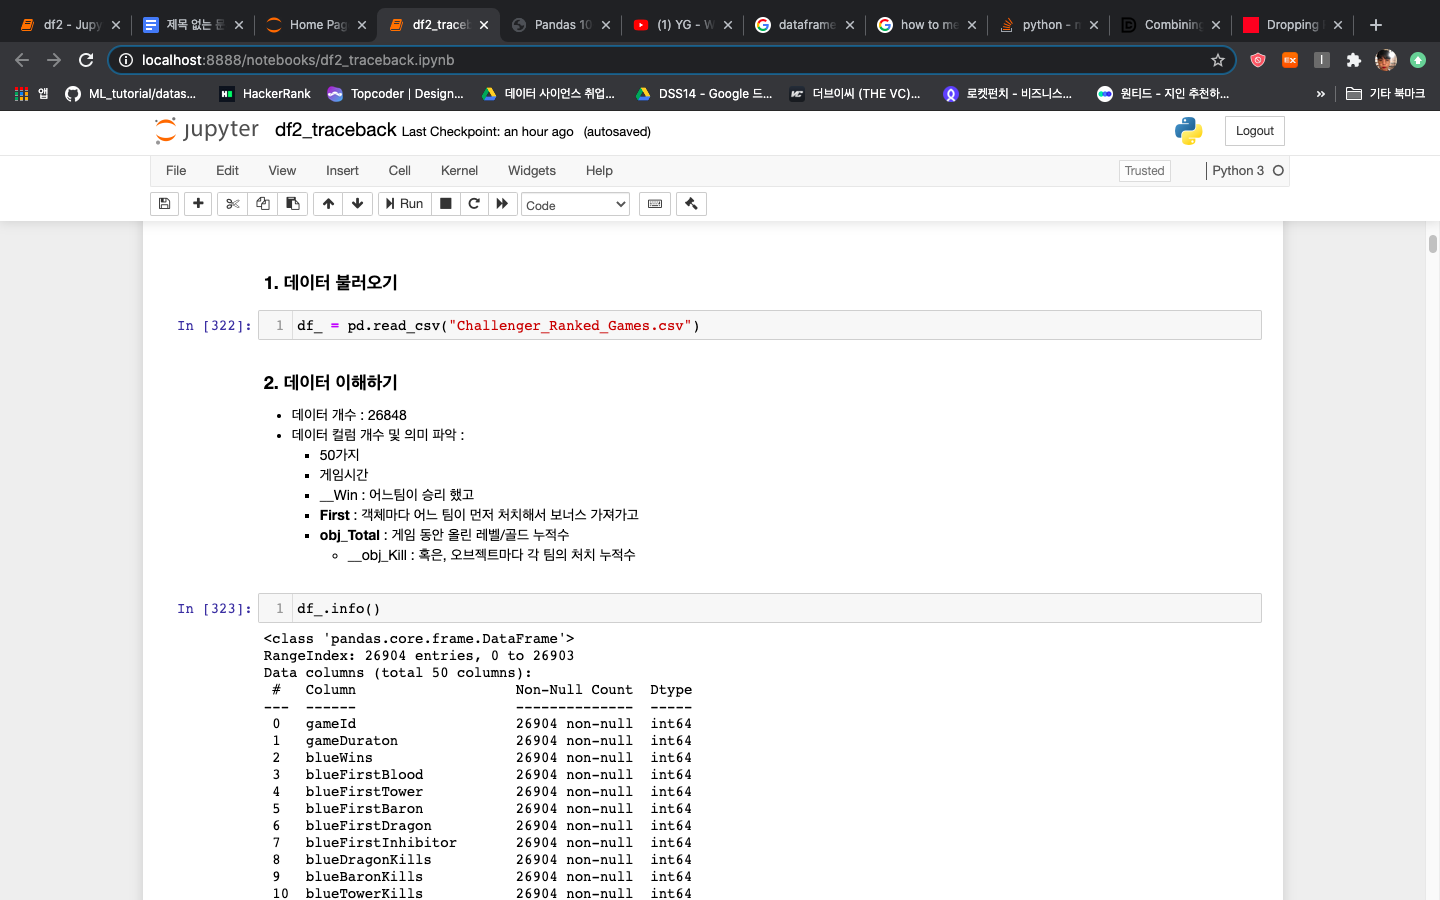 df2 - Jupy
제목 없는 문
Home Pag
df2_traceb
Pandas 10
(1) YG - W
dataframe
how to me
python - n
Combining
Dropping
localhost:8888/notebooks/df2_traceback.ipynb
앱
ML_tutorial/datas...
HackerRank
Topcoder | Design...
데이터 사이언스 취업...
DSS14 - Google 드...
더브이씨 (THE VC)...
로켓펀치 - 비즈니스...
원티드 - 지인 추천하...
»
기타 북마크
jupyter df2_traceback Last Checkpoint: an hour ago (autosaved)
Logout
File Edit View Insert Cell Kernel Widgets Help
Trusted
Python 3
Run
Code
1. 데이터 불러오기
In [322]: 1 df_ = pd.read_csv("Challenger_Ranked_Games.csv")
2. 데이터 이해하기
• 데이터 개수 : 26848
• 데이터 컬럼 개수 및 의미 파악 :
▪ 50가지
▪ 게임시간
▪ __Win : 어느팀이 승리 했고
▪ First : 객체마다 어느 팀이 먼저 처치해서 보너스 가져가고
▪ obj_Total : 게임 동안 올린 레벨/골드 누적수
◦ __obj_Kill : 혹은, 오브젝트마다 각 팀의 처치 누적수
In [323]: 1 df_.info()
<class 'pandas.core.frame.DataFrame'>
RangeIndex: 26904 entries, 0 to 26903
Data columns (total 50 columns):
# Column Non-Null Count Dtype
--- ------ -------------- -----
0 gameId 26904 non-null int64
1 gameDuraton 26904 non-null int64
2 blueWins 26904 non-null int64
3 blueFirstBlood 26904 non-null int64
4 blueFirstTower 26904 non-null int64
5 blueFirstBaron 26904 non-null int64
6 blueFirstDragon 26904 non-null int64
7 blueFirstInhibitor 26904 non-null int64
8 blueDragonKills 26904 non-null int64
9 blueBaronKills 26904 non-null int64
10 blueTowerKills 26904 non-null int64